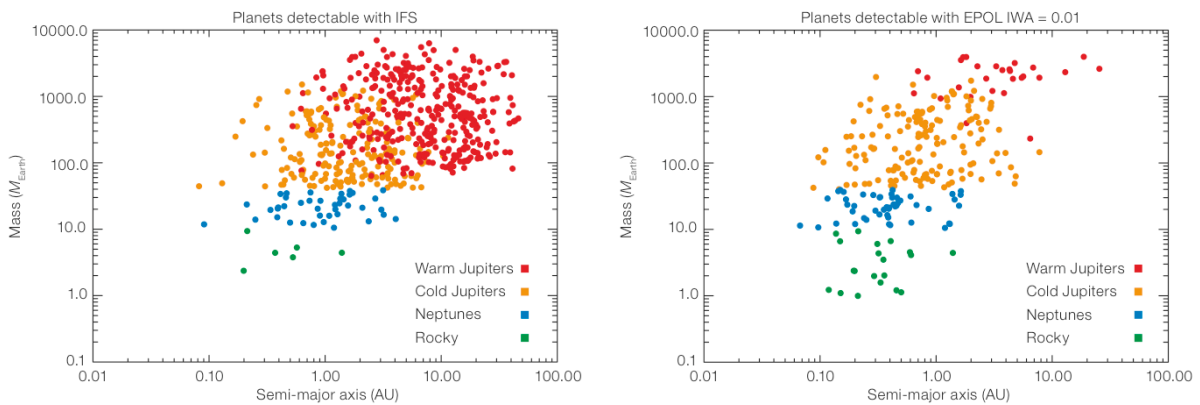 Planets detectable with IFS
10000.0
1000.0
100.0
10.0
1.0
0.1
Mass (M_Earth)
Warm Jupiters
Cold Jupiters
Neptunes
Rocky
0.01
0.10
1.00
10.00
100.00
Semi-major axis (AU)
Planets detectable with EPOL IWA = 0.01
10000.0
1000.0
100.0
10.0
1.0
0.1
Mass (M_Earth)
Warm Jupiters
Cold Jupiters
Neptunes
Rocky
0.01
0.10
1.00
10.00
100.00
Semi-major axis (AU)